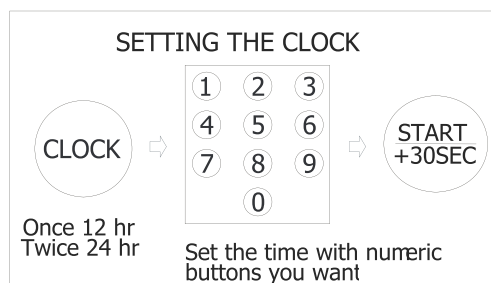 SETTING THE CLOCK
CLOCK
1 2 3
4 5 6
7 8 9
0
START
+30SEC
Once 12 hr
Twice 24 hr
Set the time with numeric
buttons you want